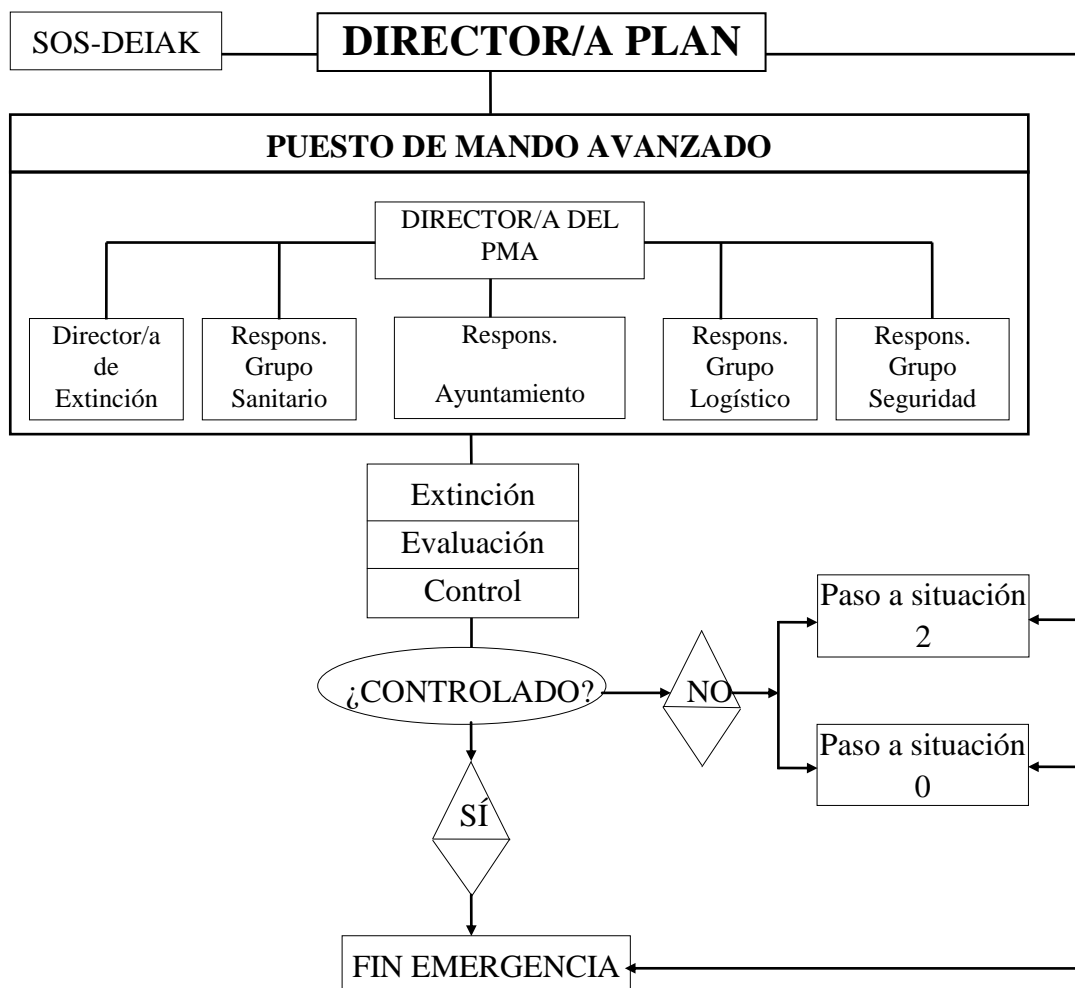 SOS-DEIAK
DIRECTOR/A PLAN
PUESTO DE MANDO AVANZADO
DIRECTOR/A DEL
PMA
Director/a
de
Extinción
Respons.
Grupo
Sanitario
Respons.
Ayuntamiento
Respons.
Grupo
Logístico
Respons.
Grupo
Seguridad
Extinción
Evaluación
Control
¿CONTROLADO?
NO
Paso a situación
2
Paso a situación
0
SÍ
FIN EMERGENCIA